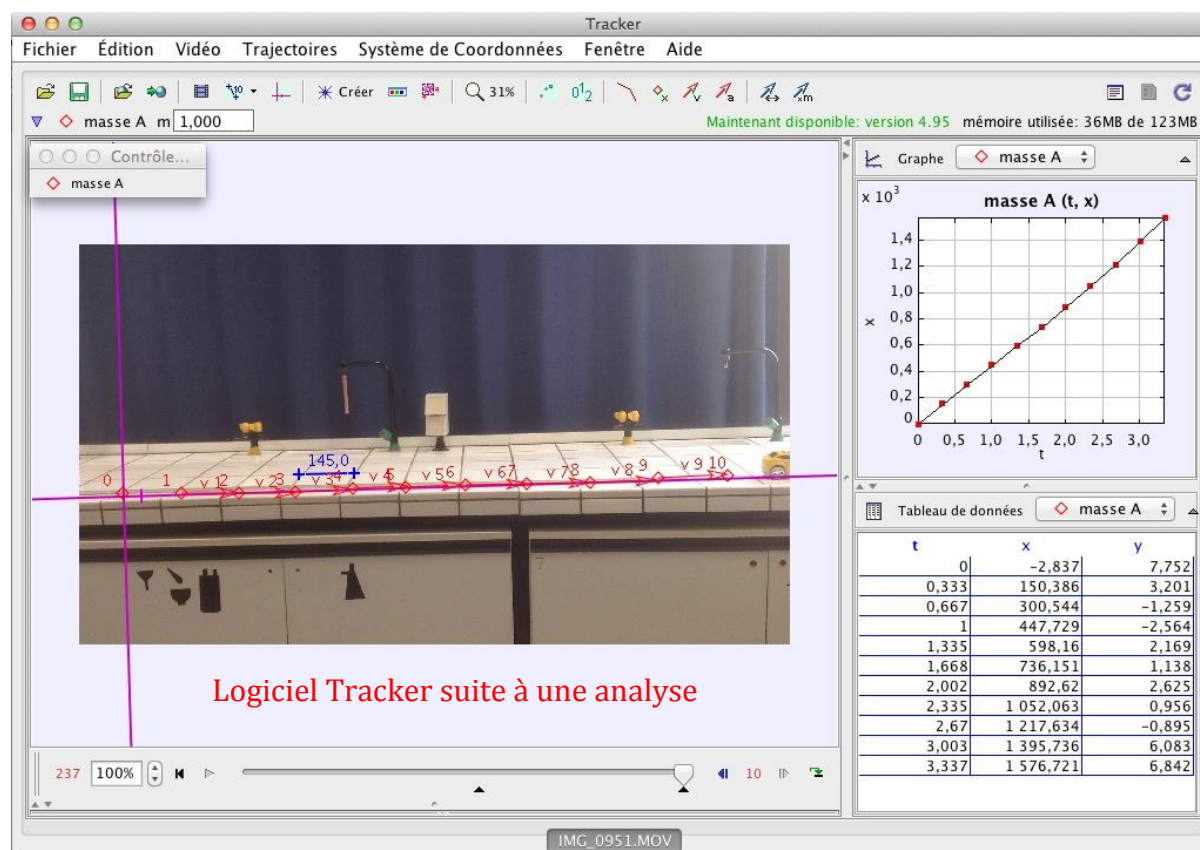 Tracker
Fichier Édition Vidéo Trajectoires Système de Coordonnées Fenêtre Aide
Créer 31%
masse A m 1,000
Maintenant disponible: version 4.95 mémoire utilisée: 36MB de 123MB
Contrôle...
masse A
145,0
0 1 v 12 v 23 v 34 v 45 v 56 v 67 v 78 v 89 v 9 10
Logiciel Tracker suite à une analyse
237 100% 10
Graphe masse A
x 10³
masse A (t, x)
1,4
1,2
1,0
0,8
x
0,6
0,4
0,2
0
0 0,5 1,0 1,5 2,0 2,5 3,0
t
Tableau de données masse A
t x y
0 -2,837 7,752
0,333 150,386 3,201
0,667 300,544 -1,259
1 447,729 -2,564
1,335 598,16 2,169
1,668 736,151 1,138
2,002 892,62 2,625
2,335 1 052,063 0,956
2,67 1 217,634 -0,895
3,003 1 395,736 6,083
3,337 1 576,721 6,842
IMG_0951.MOV